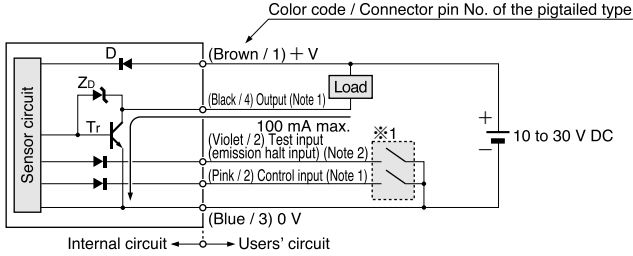 Color code / Connector pin No. of the pigtailed type
D
(Brown / 1) + V
ZD
Load
(Black / 4) Output (Note 1)
Tr
100 mA max.
Sensor circuit
(Violet / 2) Test input
(emission halt input) (Note 2)
※1
+
10 to 30 V DC
−
(Pink / 2) Control input (Note 1)
(Blue / 3) 0 V
Internal circuit
Users' circuit